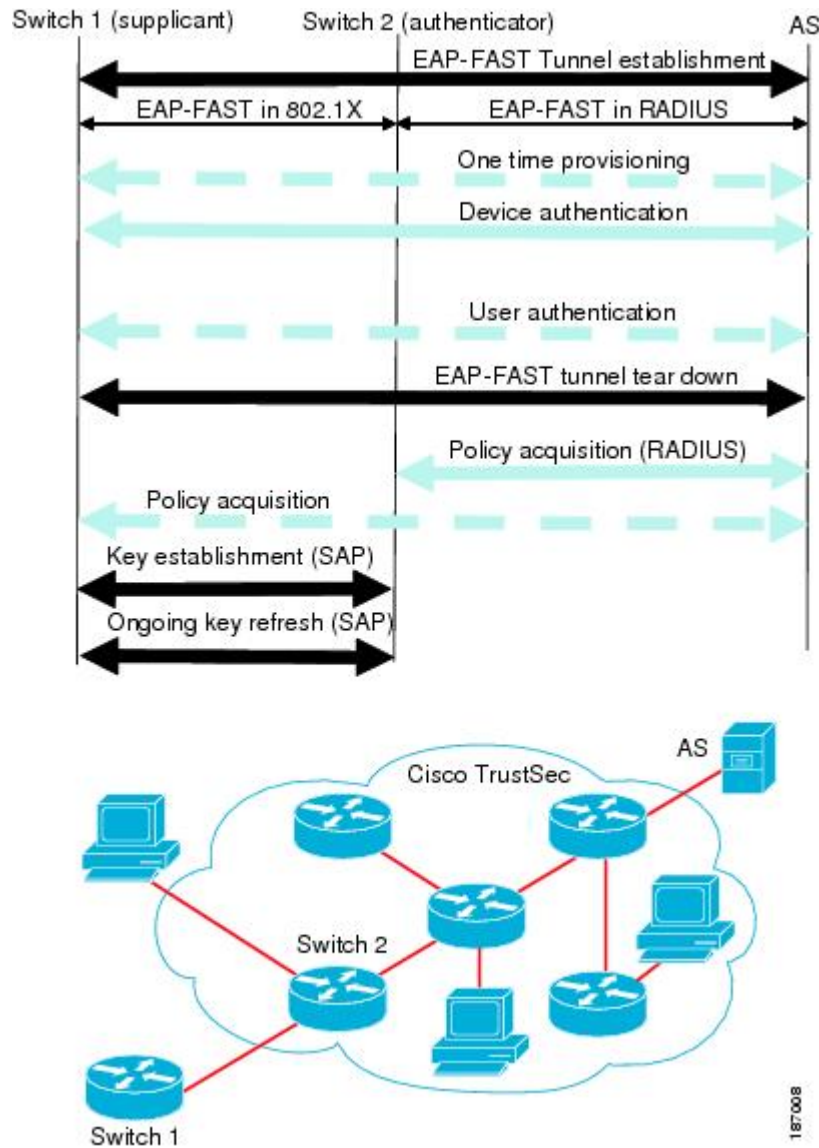 Switch 1 (supplicant)
Switch 2 (authenticator)
AS
EAP-FAST Tunnel establishment
EAP-FAST in 802.1X
EAP-FAST in RADIUS
One time provisioning
Device authentication
User authentication
EAP-FAST tunnel tear down
Policy acquisition (RADIUS)
Policy acquisition
Key establishment (SAP)
Ongoing key refresh (SAP)
AS
Cisco TrustSec
Switch 2
Switch 1
187008